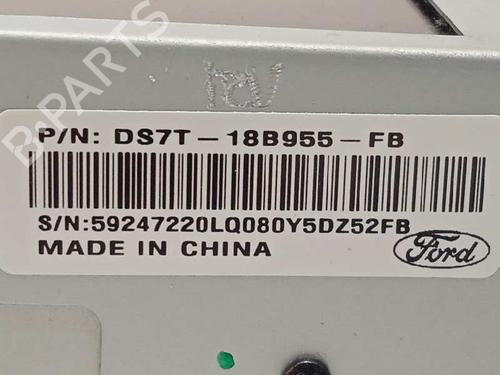 P/N: DS7T-18B955-FB
S/N:59247220LQ080Y5DZ52FB
MADE IN CHINA
Ford
B-PARTS